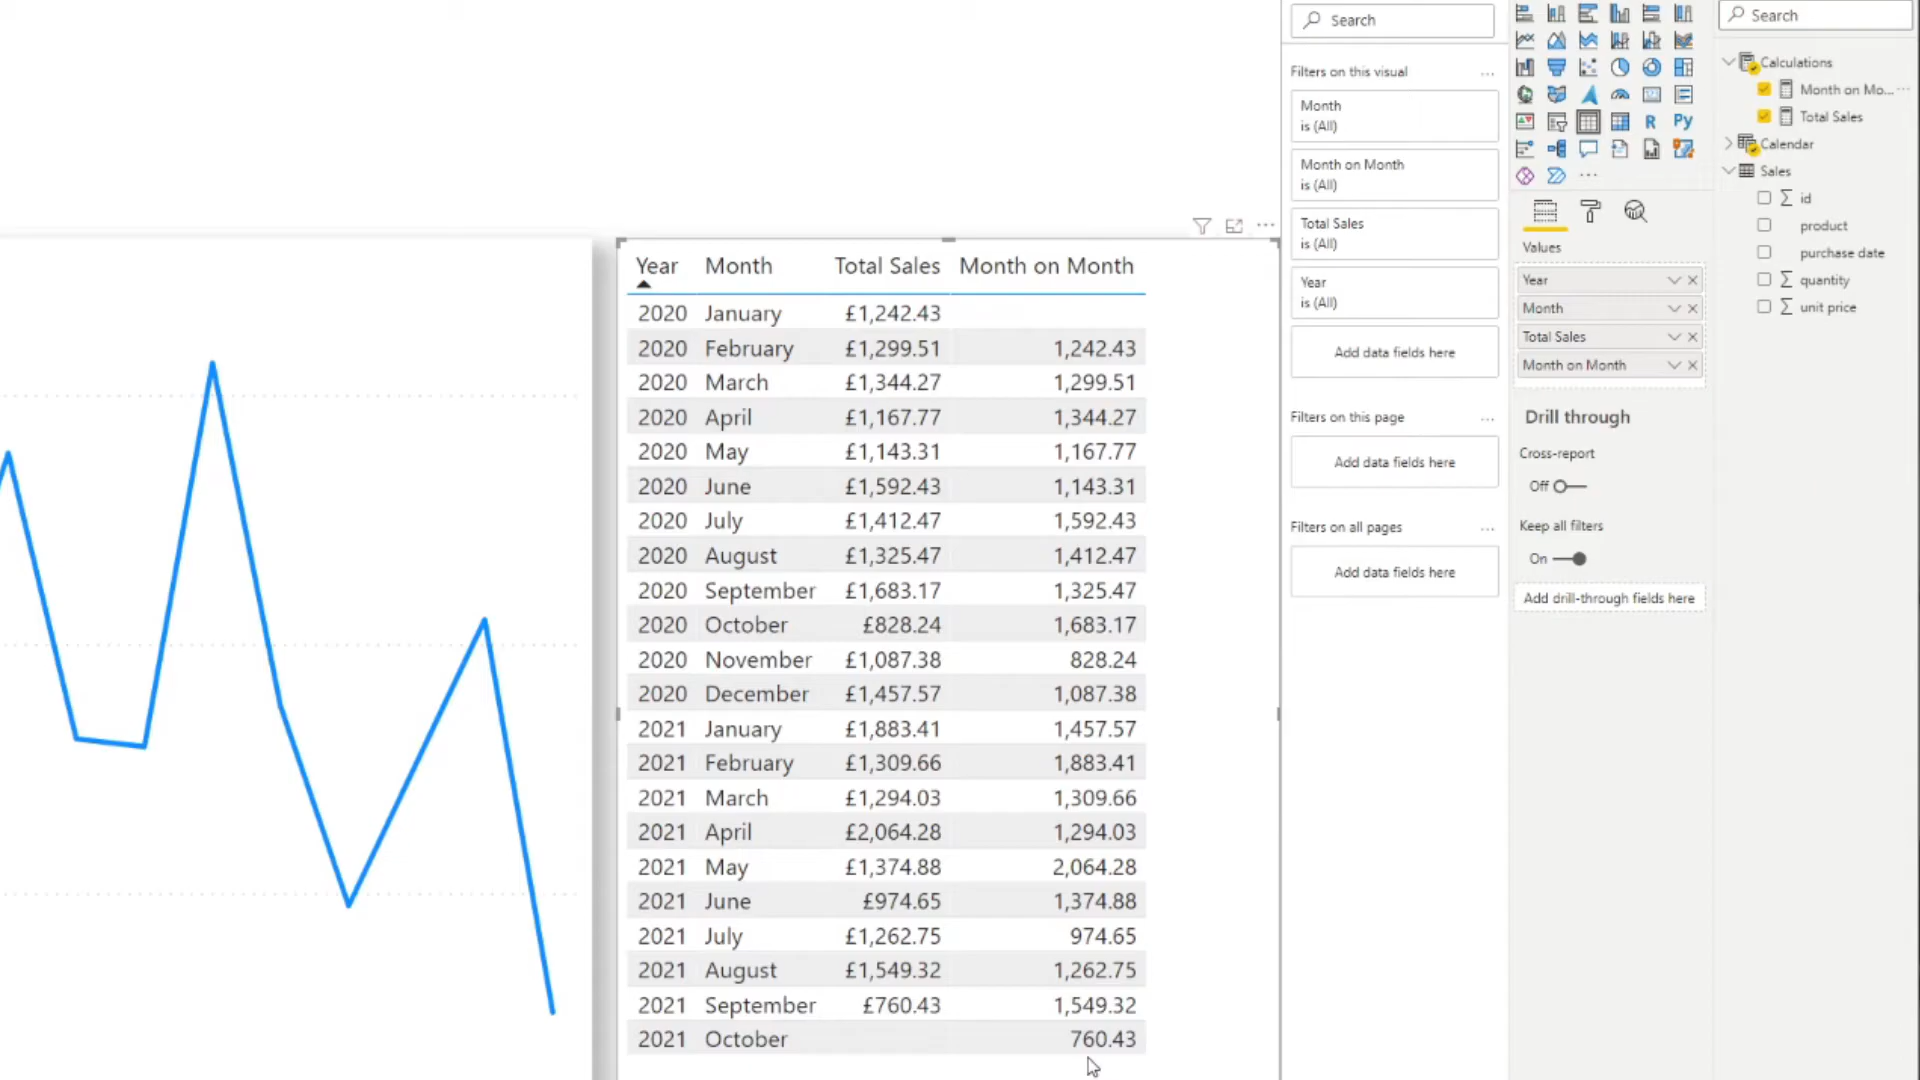 Year Month Total Sales Month on Month
2020 January £1,242.43
2020 February £1,299.51 1,242.43
2020 March £1,344.27 1,299.51
2020 April £1,167.77 1,344.27
2020 May £1,143.31 1,167.77
2020 June £1,592.43 1,143.31
2020 July £1,412.47 1,592.43
2020 August £1,325.47 1,412.47
2020 September £1,683.17 1,325.47
2020 October £828.24 1,683.17
2020 November £1,087.38 828.24
2020 December £1,457.57 1,087.38
2021 January £1,883.41 1,457.57
2021 February £1,309.66 1,883.41
2021 March £1,294.03 1,309.66
2021 April £2,064.28 1,294.03
2021 May £1,374.88 2,064.28
2021 June £974.65 1,374.88
2021 July £1,262.75 974.65
2021 August £1,549.32 1,262.75
2021 September £760.43 1,549.32
2021 October 760.43
Search
Filters on this visual
Month
is (All)
Month on Month
is (All)
Total Sales
is (All)
Year
is (All)
Add data fields here
Filters on this page
Add data fields here
Filters on all pages
Add data fields here
R Py
Values
Year
Month
Total Sales
Month on Month
Drill through
Cross-report
Off
Keep all filters
On
Add drill-through fields here
Search
Calculations
Month on Mo...
Total Sales
Calendar
Sales
id
product
purchase date
quantity
unit price